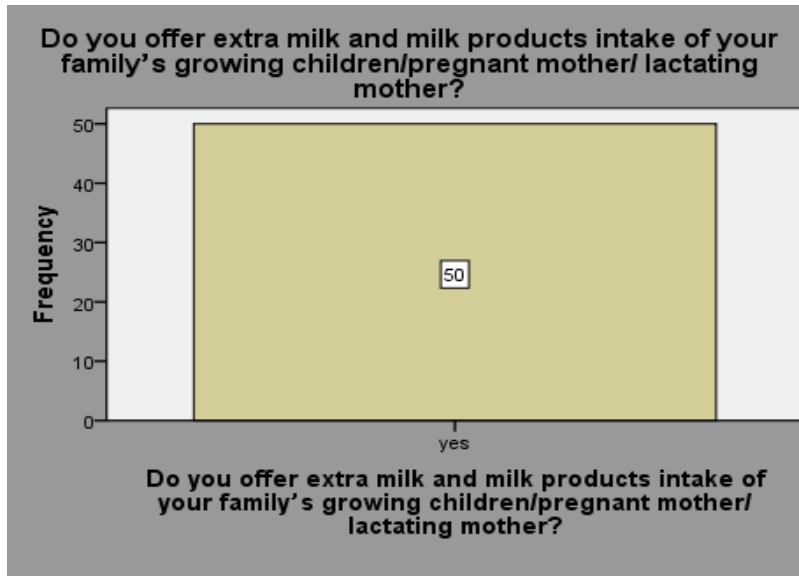 Do you offer extra milk and milk products intake of your
family's growing children/pregnant mother/ lactating
mother?
50
40
30
20
10
0
Frequency
50
yes
Do you offer extra milk and milk products intake of
your family's growing children/pregnant mother/
lactating mother?